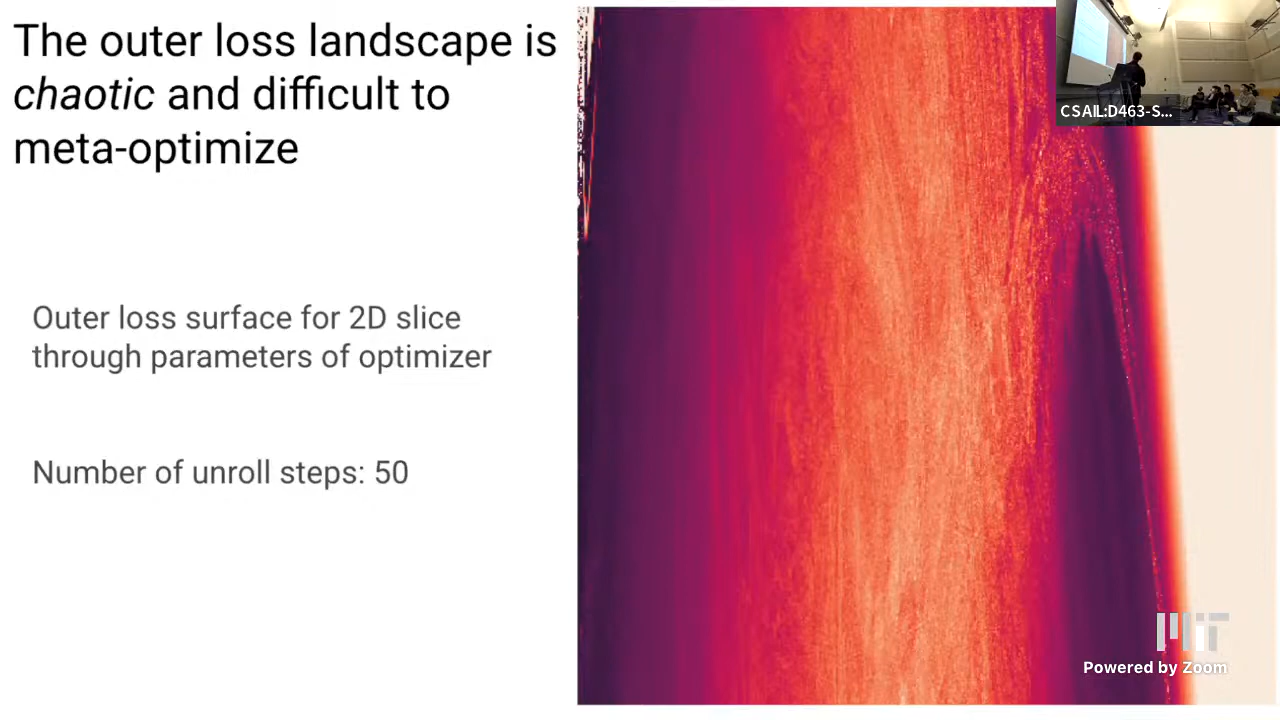 The outer loss landscape is
chaotic and difficult to
meta-optimize
CSAIL:D463-S...
Outer loss surface for 2D slice
through parameters of optimizer
Number of unroll steps: 50
MIT
Powered by Zoom